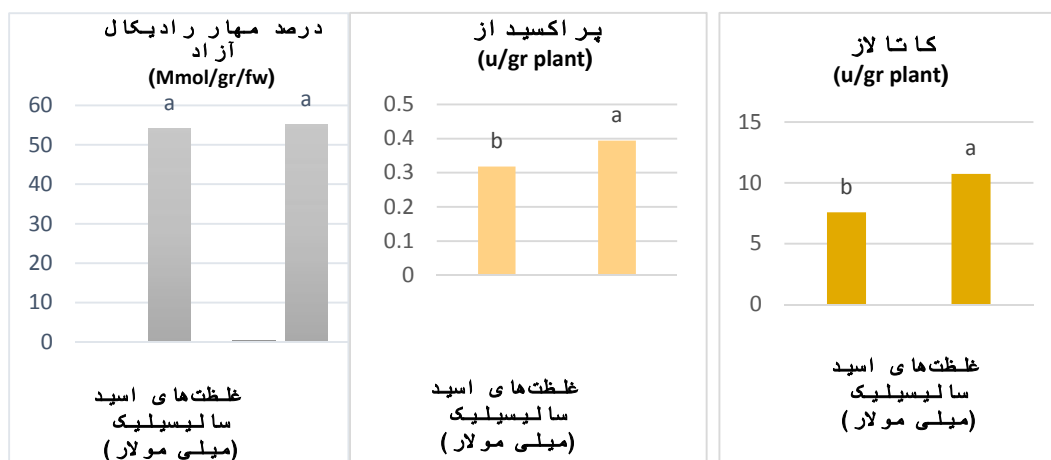 درصد مهار رادیکال
آزاد
(Mmol/gr/fw)
a
a
60
50
40
30
20
10
0
غلظت‌های اسید
سالیسیلیک
(میلی مولار)
پراکسید از
(u/gr plant)
0.5
a
b
0.4
0.3
0.2
0.1
0
غلظت‌های اسید
سالیسیلیک
(میلی مولار)
کاتالاز
(u/gr plant)
15
a
b
10
5
0
غلظت‌های اسید
سالیسیلیک
(میلی مولار)